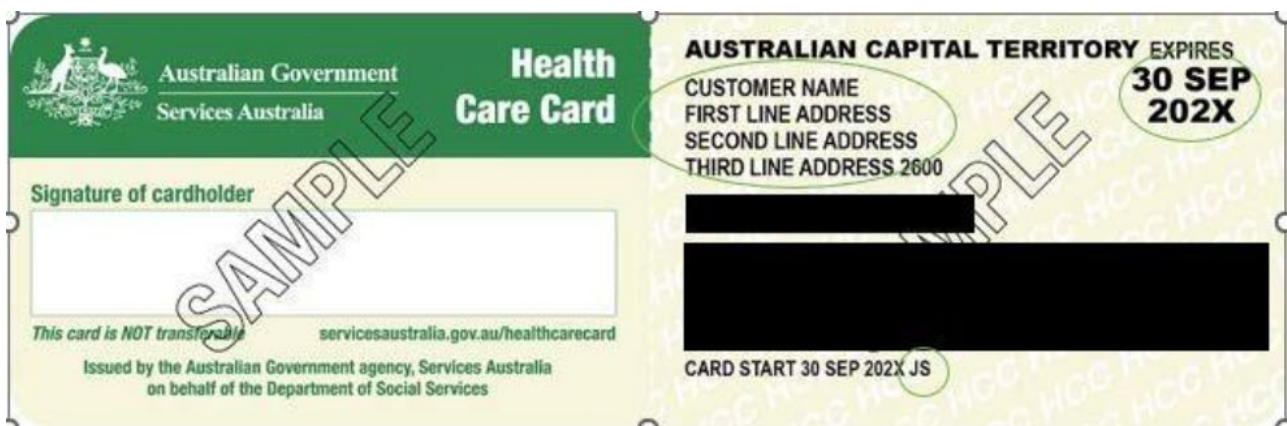 Australian Government
Services Australia
Health
Care Card
Signature of cardholder
SAMPLE
This card is NOT transferable
servicesaustralia.gov.au/healthcarecard
Issued by the Australian Government agency, Services Australia
on behalf of the Department of Social Services
AUSTRALIAN CAPITAL TERRITORY
EXPIRES
30 SEP
202X
CUSTOMER NAME
FIRST LINE ADDRESS
SECOND LINE ADDRESS
THIRD LINE ADDRESS 2600
CARD START 30 SEP 202X JS
HCC HCC HCC